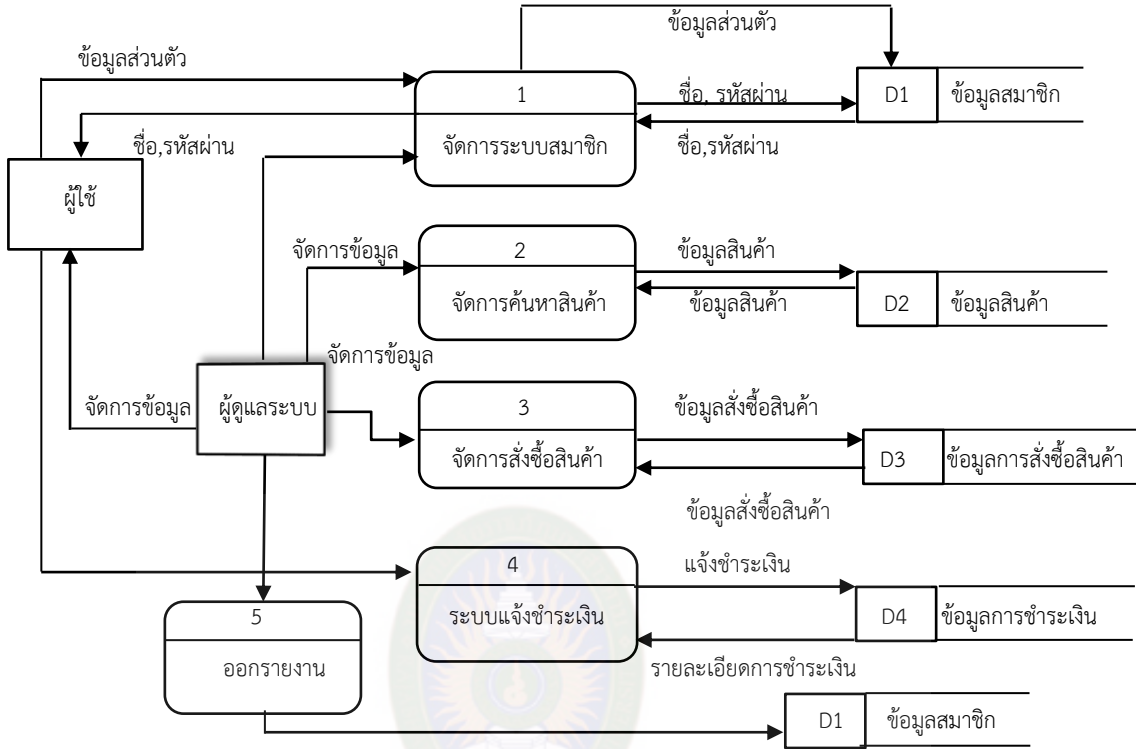 ข้อมูลส่วนตัว
ข้อมูลส่วนตัว
1
ชื่อ, รหัสผ่าน
D1
ข้อมูลสมาชิก
ชื่อ,รหัสผ่าน
จัดการระบบสมาชิก
ชื่อ,รหัสผ่าน
ผู้ใช้
จัดการข้อมูล
2
ข้อมูลสินค้า
จัดการค้นหาสินค้า
ข้อมูลสินค้า
D2
ข้อมูลสินค้า
จัดการข้อมูล
จัดการข้อมูล
ผู้ดูแลระบบ
3
ข้อมูลสั่งซื้อสินค้า
จัดการสั่งซื้อสินค้า
D3
ข้อมูลการสั่งซื้อสินค้า
ข้อมูลสั่งซื้อสินค้า
4
แจ้งชำระเงิน
ระบบแจ้งชำระเงิน
D4
ข้อมูลการชำระเงิน
5
ออกรายงาน
รายละเอียดการชำระเงิน
D1
ข้อมูลสมาชิก